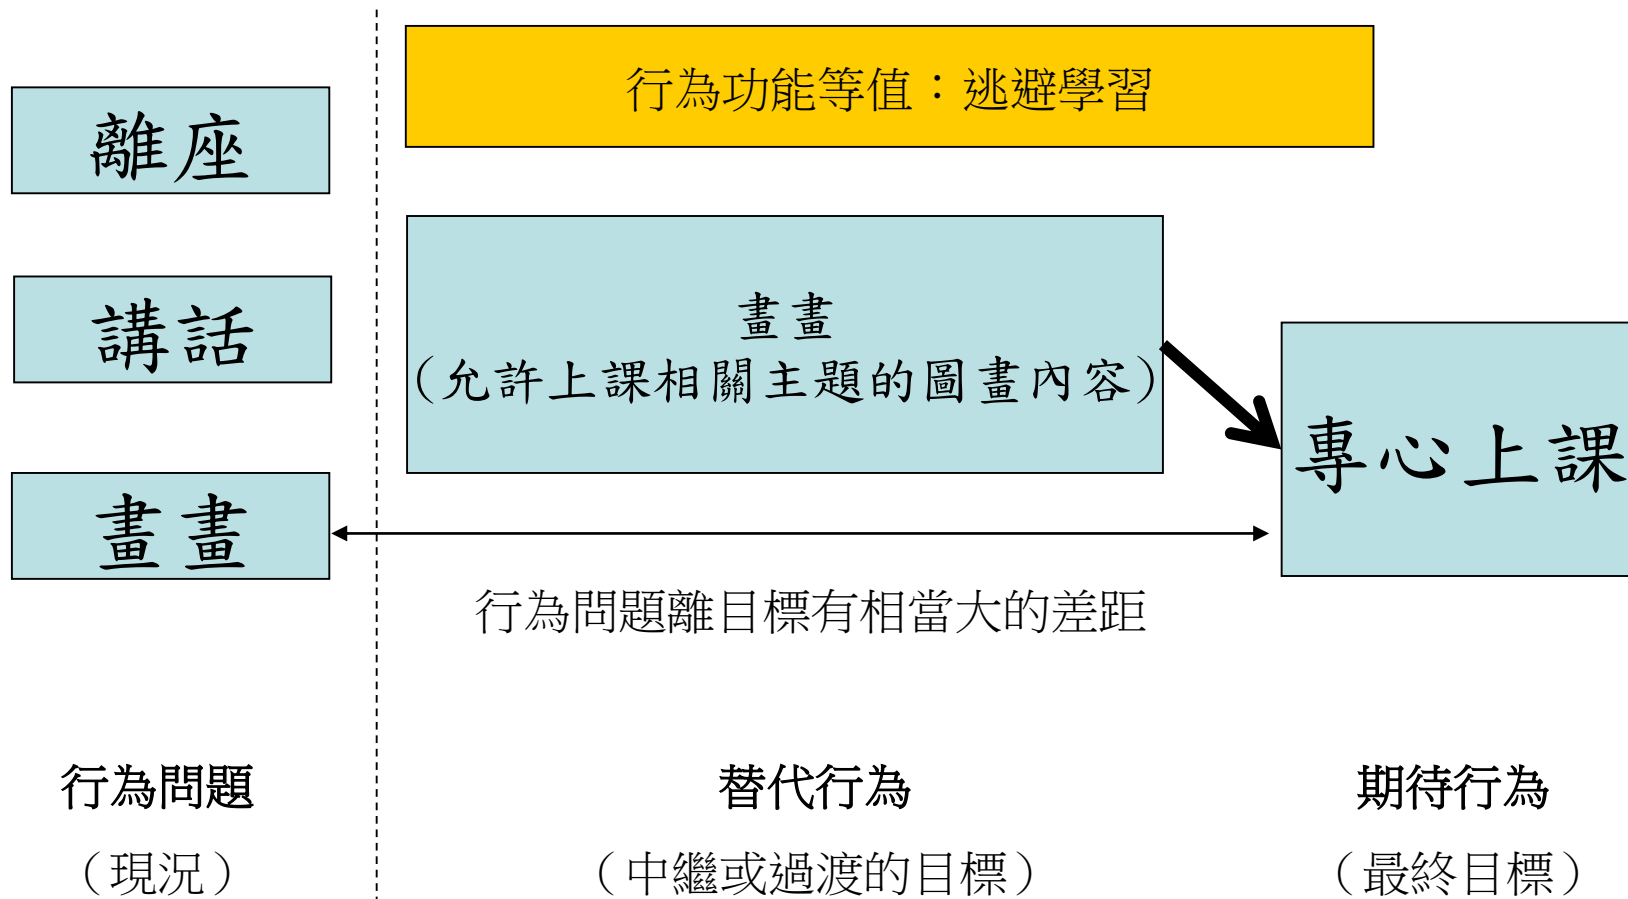 行為功能等值：逃避學習
離座
講話
畫畫
畫畫
（允許上課相關主題的圖畫內容）
專心上課
行為問題離目標有相當大的差距
行為問題
（現況）
替代行為
（中繼或過渡的目標）
期待行為
（最終目標）